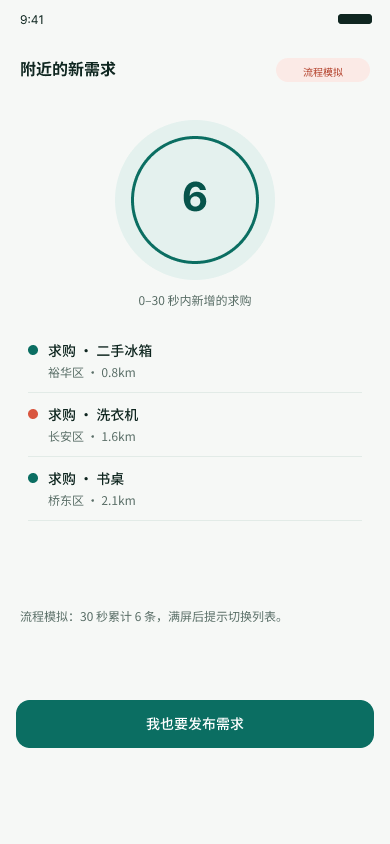 9:41
附近的新需求
流程模拟
6
0–30 秒内新增的求购
求购 · 二手冰箱
裕华区 · 0.8km
求购 · 洗衣机
长安区 · 1.6km
求购 · 书桌
桥东区 · 2.1km
流程模拟：30 秒累计 6 条，满屏后提示切换列表。
我也要发布需求